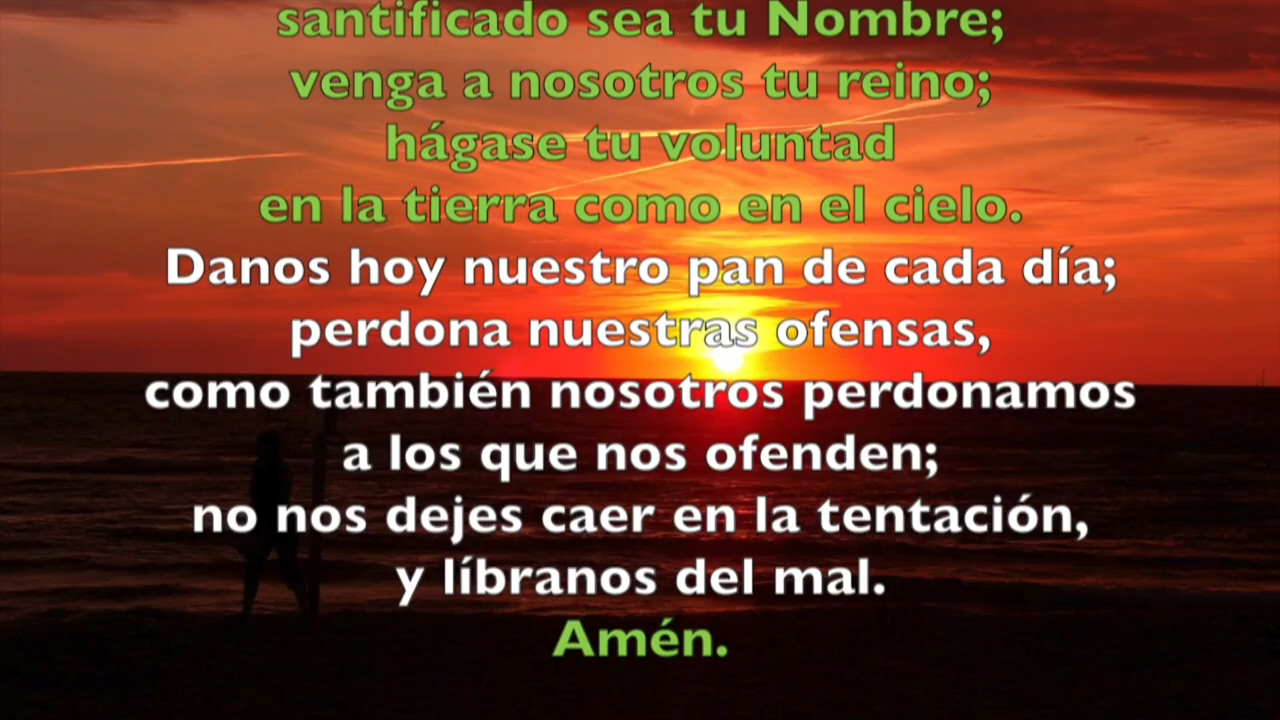 santificado sea tu Nombre;
venga a nosotros tu reino;
hágase tu voluntad
en la tierra como en el cielo.
Danos hoy nuestro pan de cada día;
perdona nuestras ofensas,
como también nosotros perdonamos
a los que nos ofenden;
no nos dejes caer en la tentación,
y líbranos del mal.
Amén.